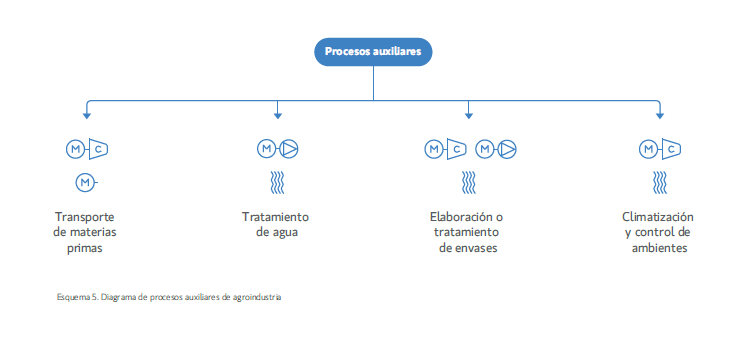 Procesos auxiliares
M C
M
M C M
M C
M
Transporte
de materias
primas
Tratamiento
de agua
Elaboración o
tratamiento
de envases
Climatización
y control de
ambientes
Esquema 5. Diagrama de procesos auxiliares de agroindustria